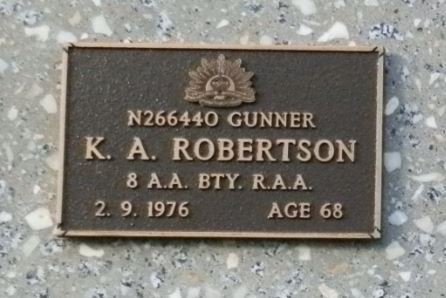 N266440 GUNNER
K. A. ROBERTSON
8 A.A. BTY. R.A.A.
2. 9. 1976 AGE 68